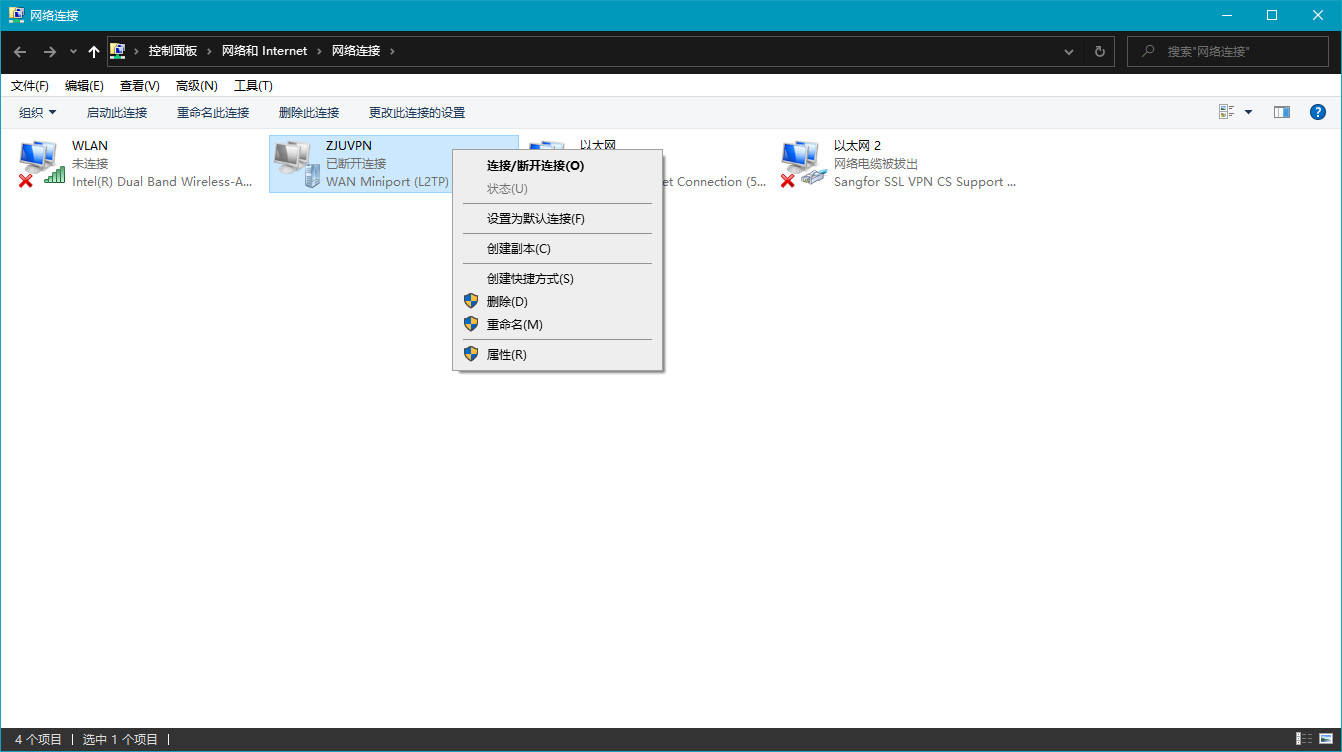 网络连接
控制面板 网络和 Internet 网络连接
搜索"网络连接"
文件(F) 编辑(E) 查看(V) 高级(N) 工具(T)
组织 启动此连接 重命名此连接 删除此连接 更改此连接的设置
WLAN
未连接
Intel(R) Dual Band Wireless-A...
ZJUVPN
已断开连接
WAN Miniport (L2TP)
以太网
et Connection (5...
以太网 2
网络电缆被拔出
Sangfor SSL VPN CS Support ...
连接/断开连接(O)
状态(U)
设置为默认连接(F)
创建副本(C)
创建快捷方式(S)
删除(D)
重命名(M)
属性(R)
4 个项目 选中 1 个项目